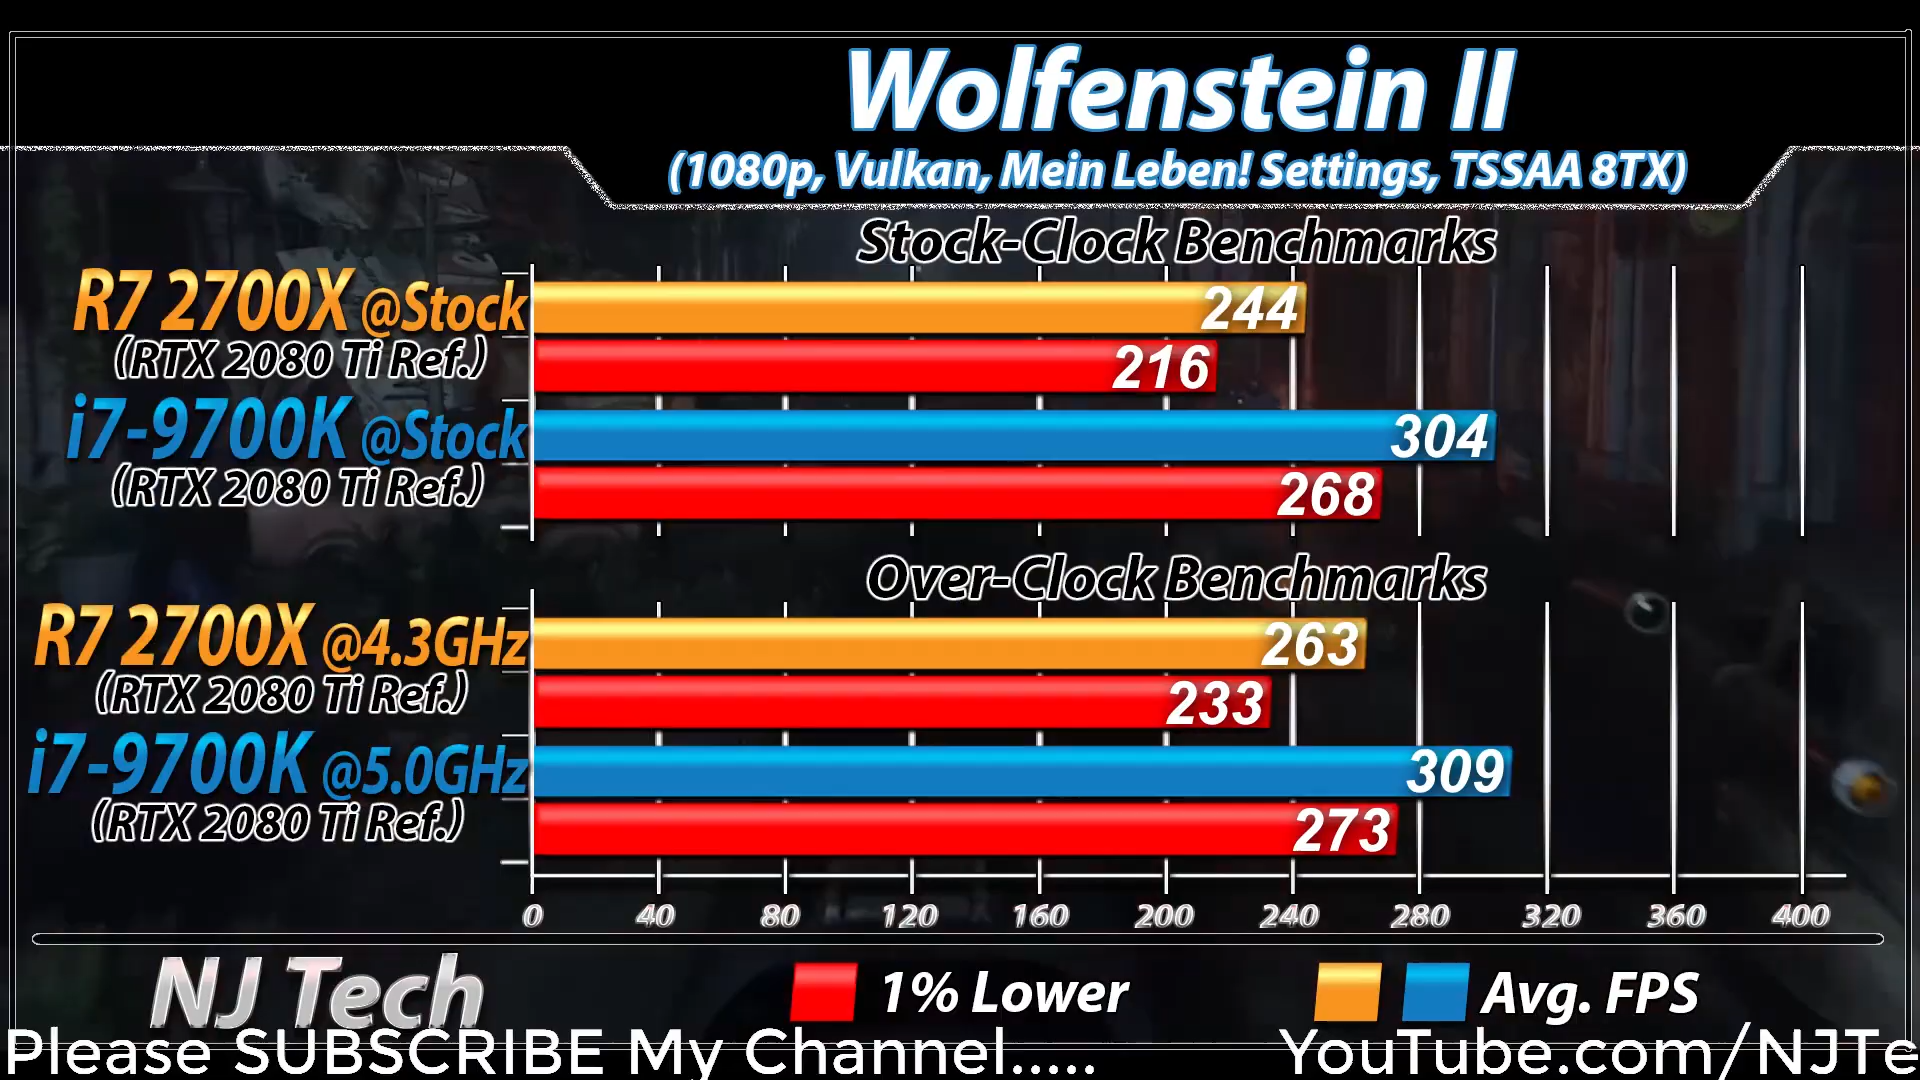 Wolfenstein II
(1080p, Vulkan, Mein Leben! Settings, TSSAA 8TX)
Stock-Clock Benchmarks
R7 2700X @Stock
(RTX 2080 Ti Ref.)
244
216
i7-9700K @Stock
(RTX 2080 Ti Ref.)
304
268
Over-Clock Benchmarks
R7 2700X @4.3GHz
(RTX 2080 Ti Ref.)
263
233
i7-9700K @5.0GHz
(RTX 2080 Ti Ref.)
309
273
0 40 80 120 160 200 240 280 320 360 400
NJ Tech
1% Lower
Avg. FPS
Please SUBSCRIBE My Channel..... YouTube.com/NJTe